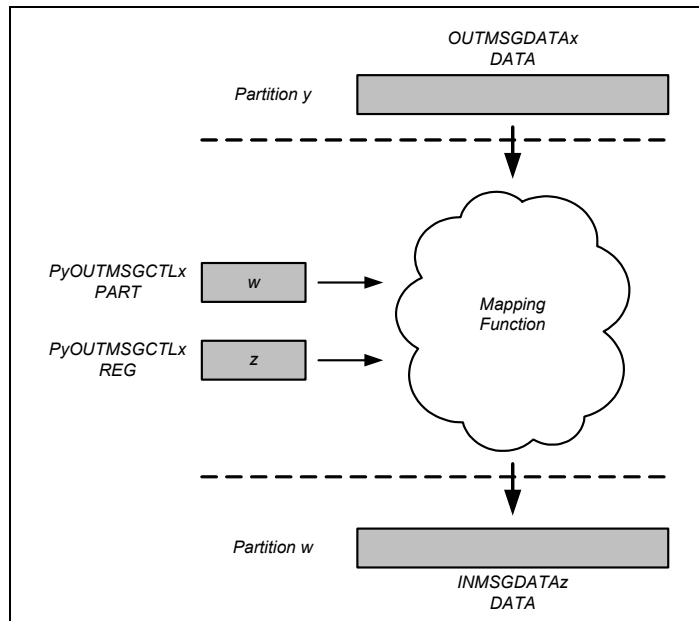 OUTMSGDATAx
DATA
Partition y
PyOUTMSGCTLx
PART
w
Mapping
Function
PyOUTMSGCTLx
REG
z
Partition w
INMSGDATAz
DATA